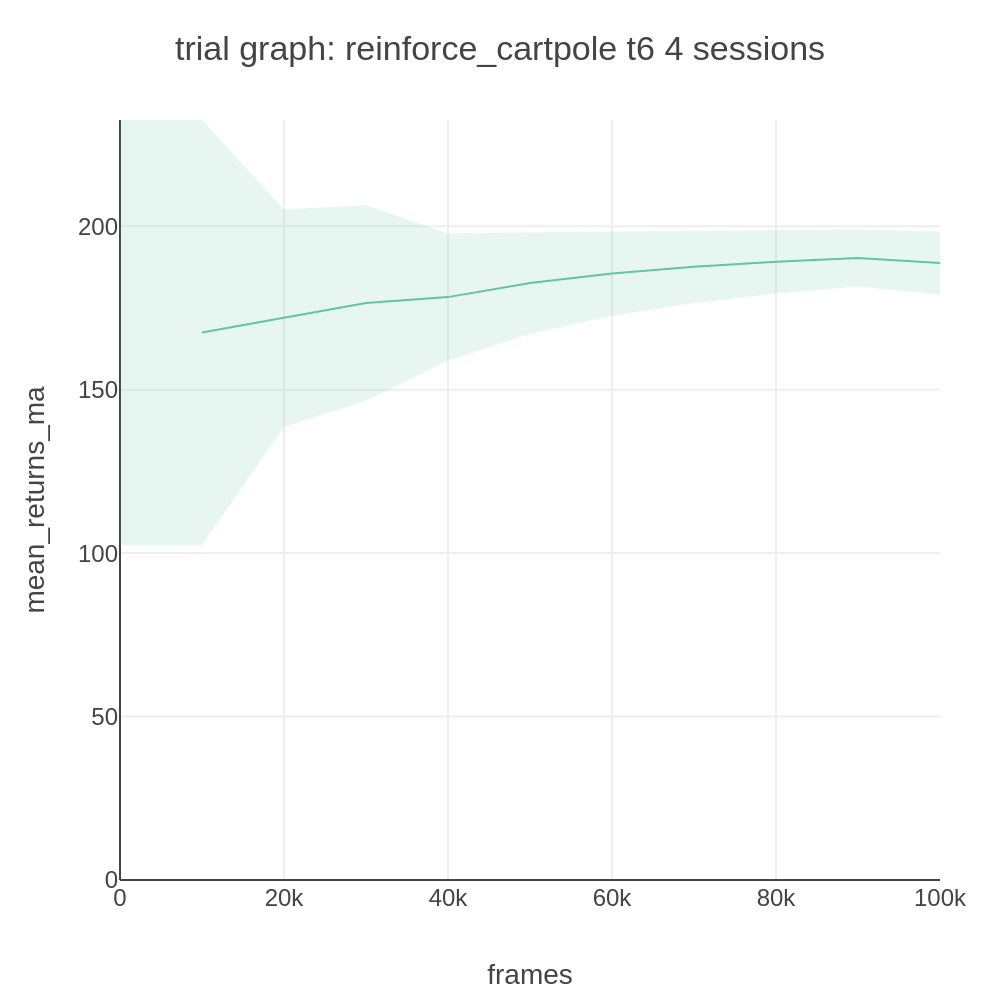 trial graph: reinforce_cartpole t6 4 sessions
mean_returns_ma
200
150
100
50
0
0
20k
40k
60k
80k
100k
frames